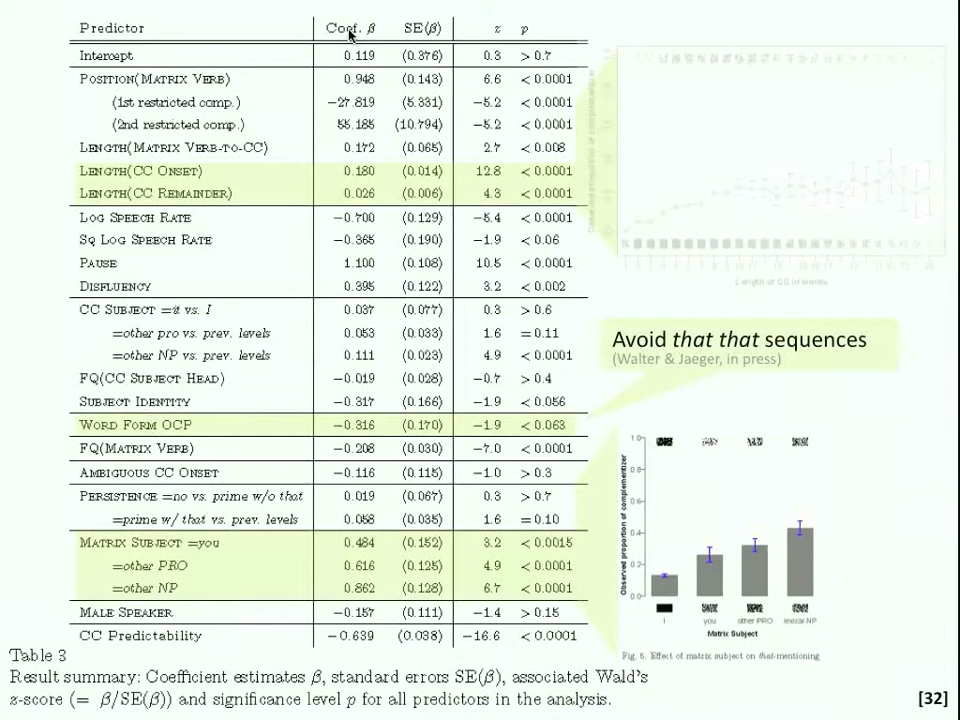 Predictor Coef. β SE(β) z p
Intercept 0.119 (0.376) 0.3 > 0.7
POSITION(MATRIX VERB) 0.948 (0.143) 6.6 < 0.0001
(1st restricted comp.) −27.819 (5.331) −5.2 < 0.0001
(2nd restricted comp.) 55.185 (10.794) −5.2 < 0.0001
LENGTH(MATRIX VERB-TO-CC) 0.172 (0.065) 2.7 < 0.008
LENGTH(CC ONSET) 0.180 (0.014) 12.8 < 0.0001
LENGTH(CC REMAINDER) 0.026 (0.006) 4.3 < 0.0001
LOG SPEECH RATE −0.700 (0.129) −5.4 < 0.0001
SQ LOG SPEECH RATE −0.365 (0.190) −1.9 < 0.06
PAUSE 1.100 (0.108) 10.5 < 0.0001
DISFLUENCY 0.395 (0.122) 3.2 < 0.002
CC SUBJECT =it vs. I 0.037 (0.077) 0.3 > 0.6
=other pro vs. prev. levels 0.053 (0.033) 1.6 = 0.11
=other NP vs. prev. levels 0.111 (0.023) 4.9 < 0.0001
FQ(CC SUBJECT HEAD) −0.019 (0.028) −0.7 > 0.4
SUBJECT IDENTITY −0.317 (0.166) −1.9 < 0.056
WORD FORM OCP −0.316 (0.170) −1.9 < 0.063
FQ(MATRIX VERB) −0.208 (0.030) −7.0 < 0.0001
AMBIGUOUS CC ONSET −0.116 (0.115) −1.0 > 0.3
PERSISTENCE =no vs. prime w/o that 0.019 (0.067) 0.3 > 0.7
=prime w/ that vs. prev. levels 0.058 (0.035) 1.6 = 0.10
MATRIX SUBJECT =you 0.484 (0.152) 3.2 < 0.0015
=other PRO 0.616 (0.125) 4.9 < 0.0001
=other NP 0.862 (0.128) 6.7 < 0.0001
MALE SPEAKER −0.157 (0.111) −1.4 > 0.15
CC Predictability −0.639 (0.038) −16.6 < 0.0001
Table 3
Result summary: Coefficient estimates β, standard errors SE(β), associated Wald's
z-score (= β/SE(β)) and significance level p for all predictors in the analysis.
Length of CC in words
Avoid that that sequences
(Walter & Jaeger, in press)
Observed proportion of complementizer
1.0
0.8
0.6
0.4
0.2
0.0
I you other PRO lexical NP
Matrix Subject
Fig. 5. Effect of matrix subject on that-mentioning
[32]